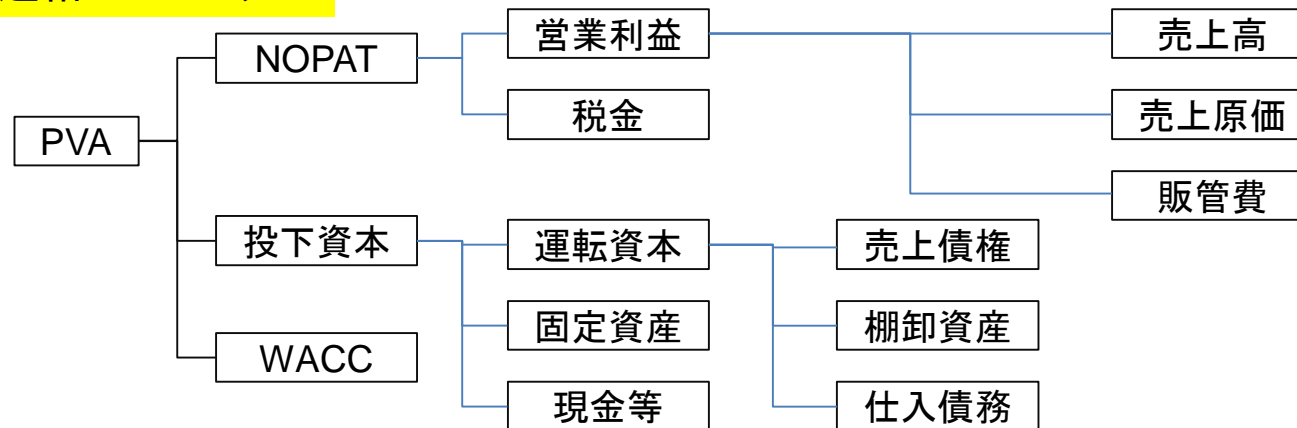 NOPAT
営業利益
売上高
税金
売上原価
PVA
販管費
投下資本
運転資本
売上債権
固定資産
棚卸資産
WACC
現金等
仕入債務